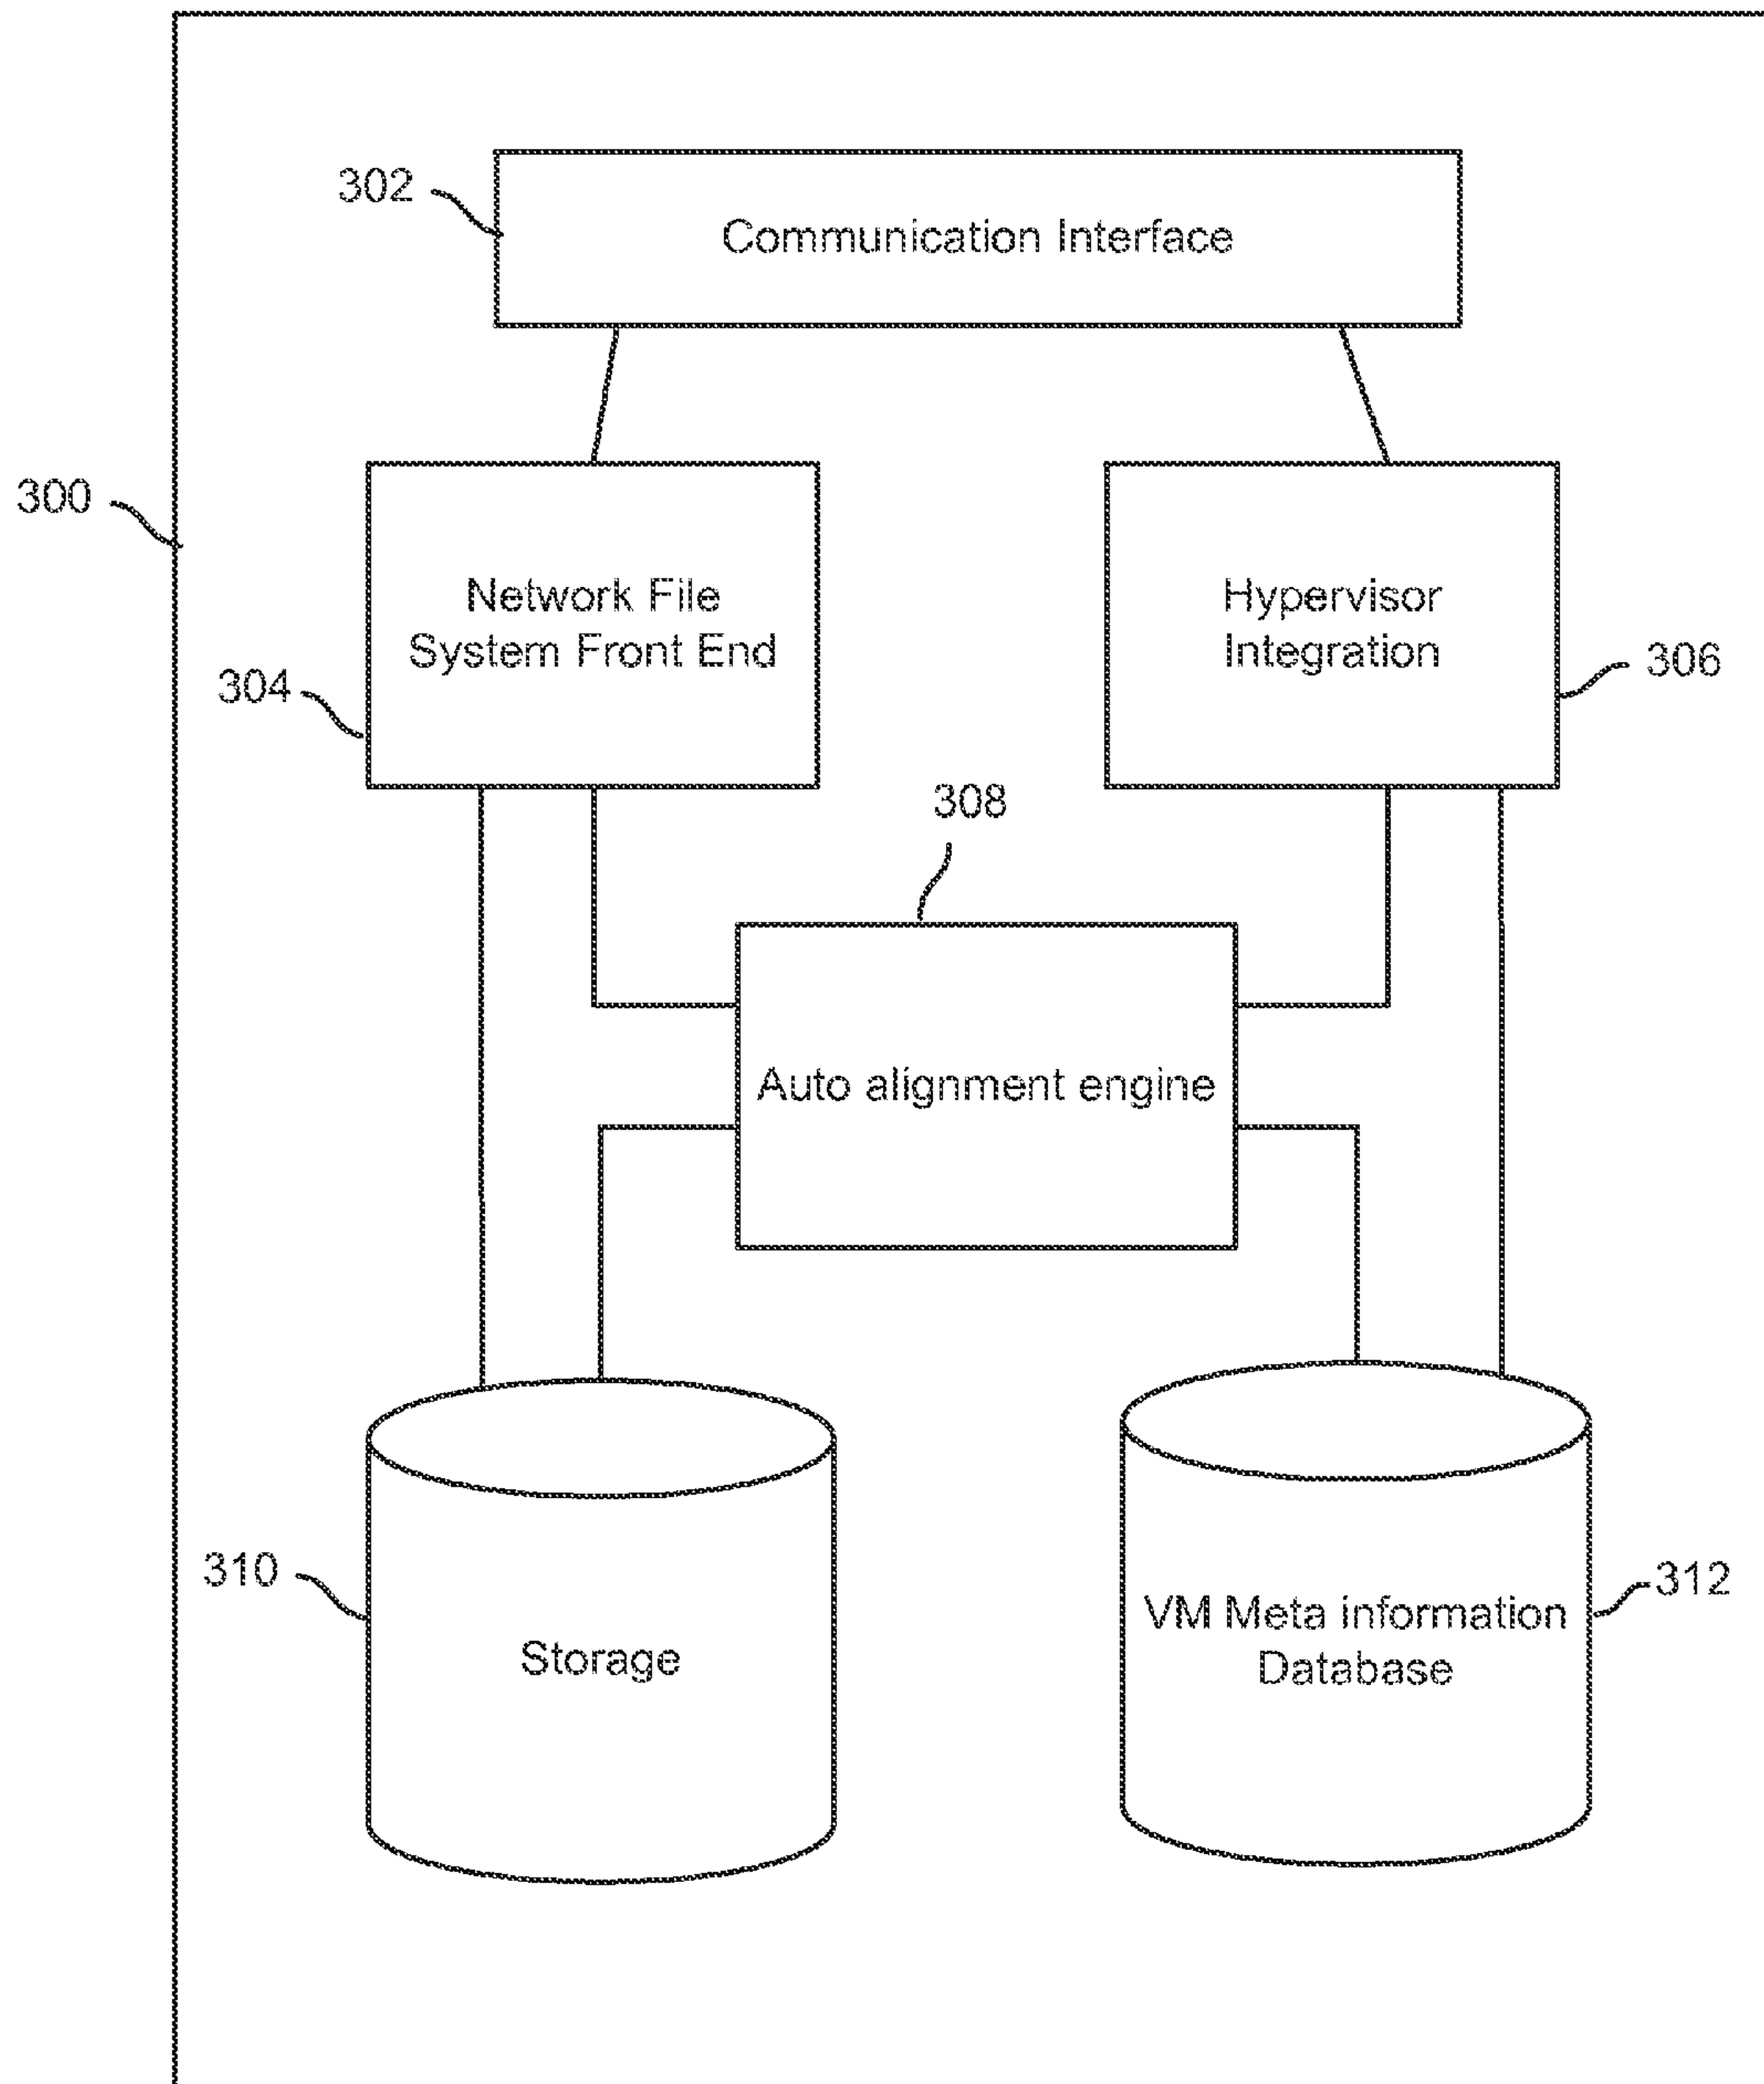 302
Communication Interface
300
Network File
System Front End
304
Hypervisor
Integration
306
308
Auto alignment engine
310
Storage
VM Meta information
Database
312